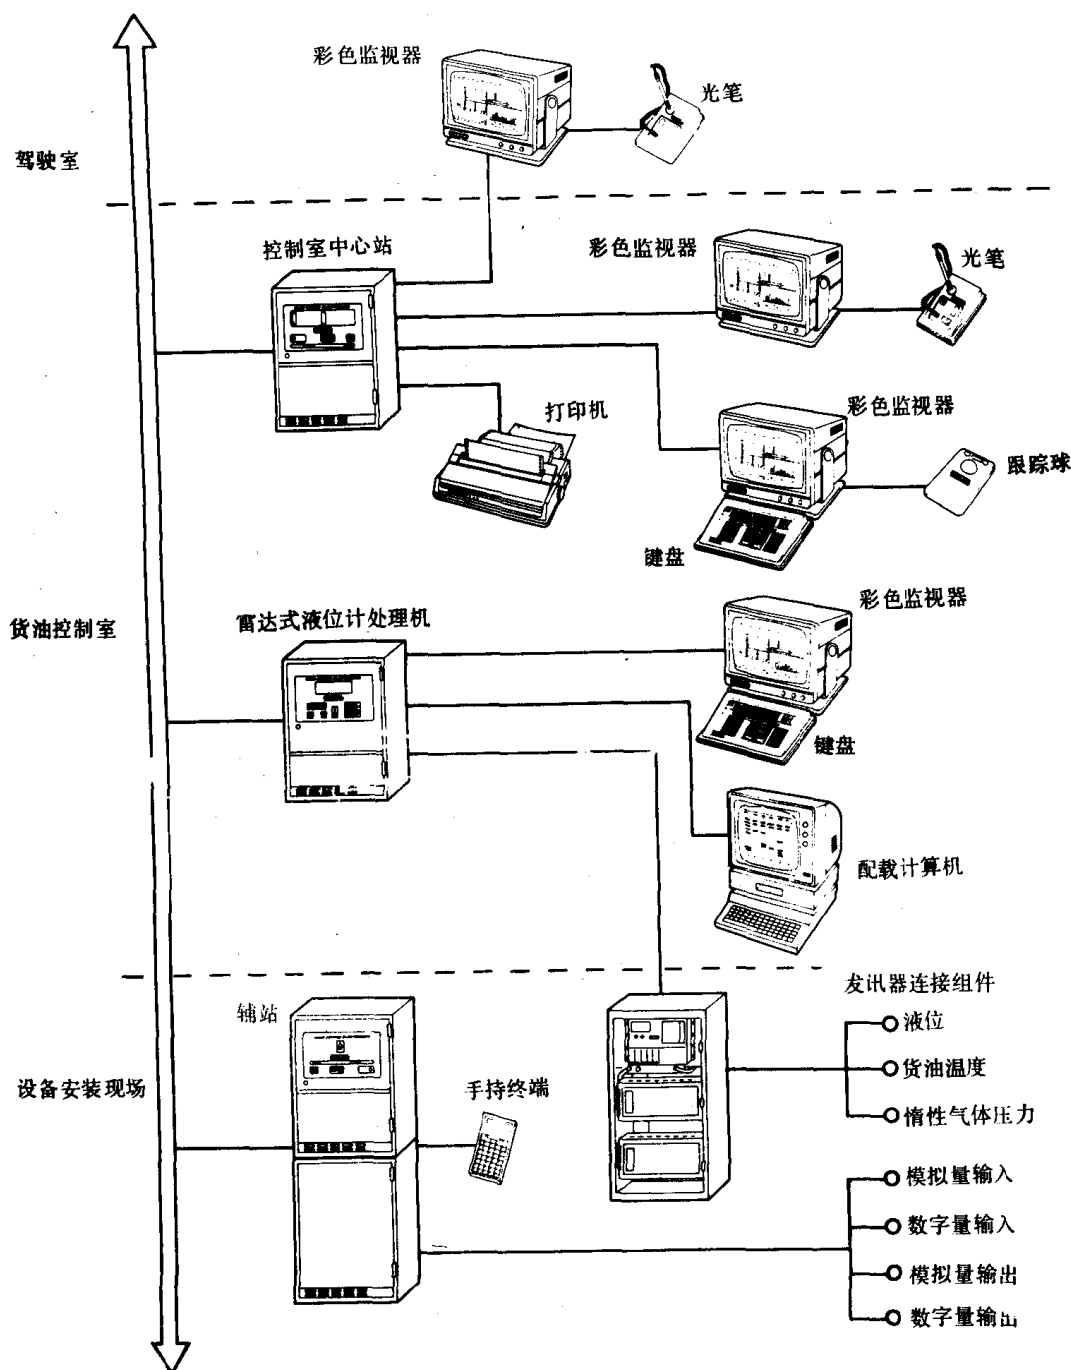 彩色监视器
光笔
驾驶室
控制室中心站
彩色监视器
光笔
打印机
彩色监视器
跟踪球
键盘
货油控制室
雷达式液位计处理机
彩色监视器
键盘
配载计算机
发讯器连接组件
辅站
液位
设备安装现场
手持终端
货油温度
惰性气体压力
模拟量输入
数字量输入
模拟量输出
数字量输出